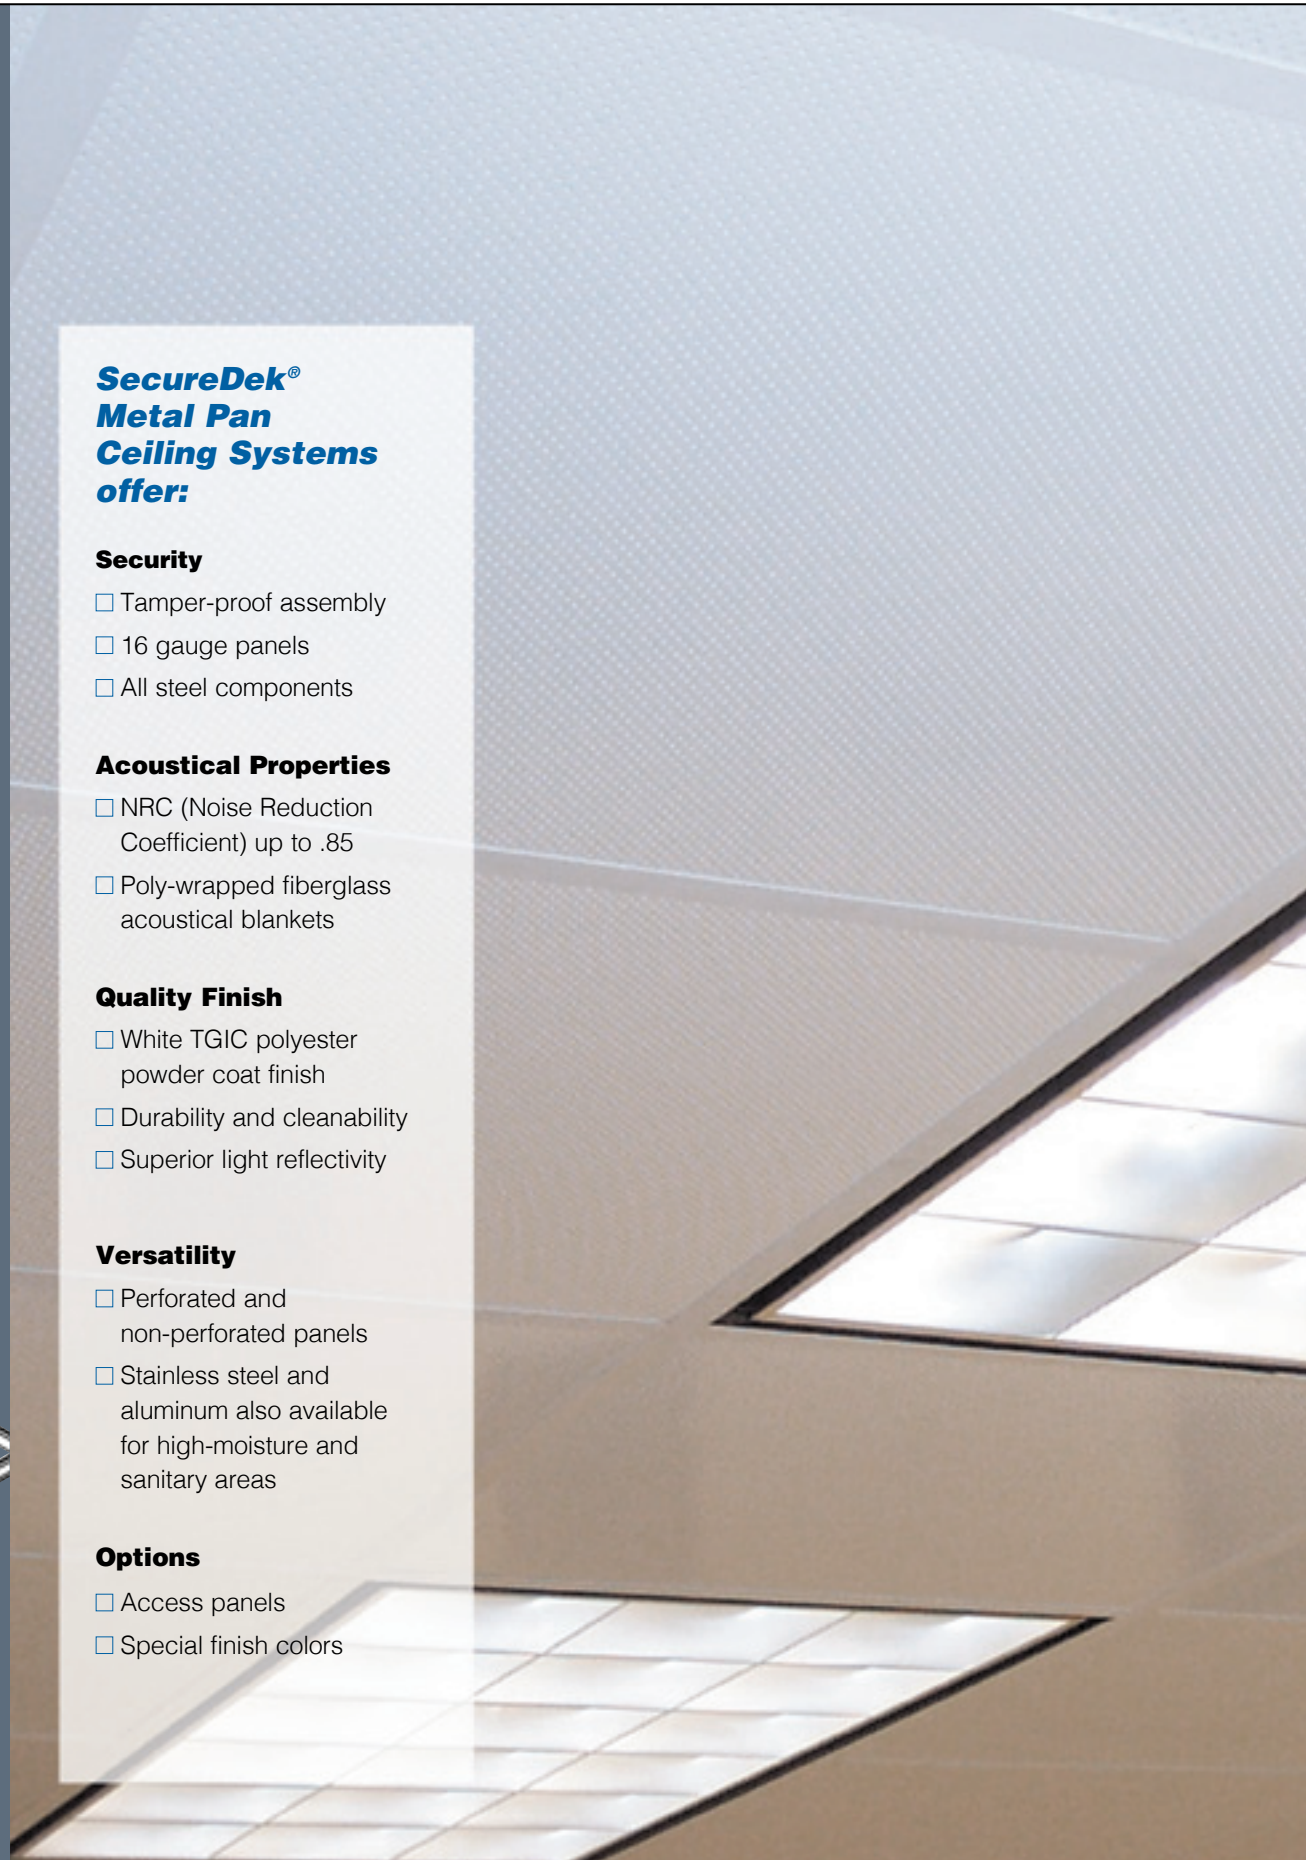 SecureDek®
Metal Pan
Ceiling Systems
offer:
Security
Tamper-proof assembly
16 gauge panels
All steel components
Acoustical Properties
NRC (Noise Reduction
Coefficient) up to .85
Poly-wrapped fiberglass
acoustical blankets
Quality Finish
White TGIC polyester
powder coat finish
Durability and cleanability
Superior light reflectivity
Versatility
Perforated and
non-perforated panels
Stainless steel and
aluminum also available
for high-moisture and
sanitary areas
Options
Access panels
Special finish colors